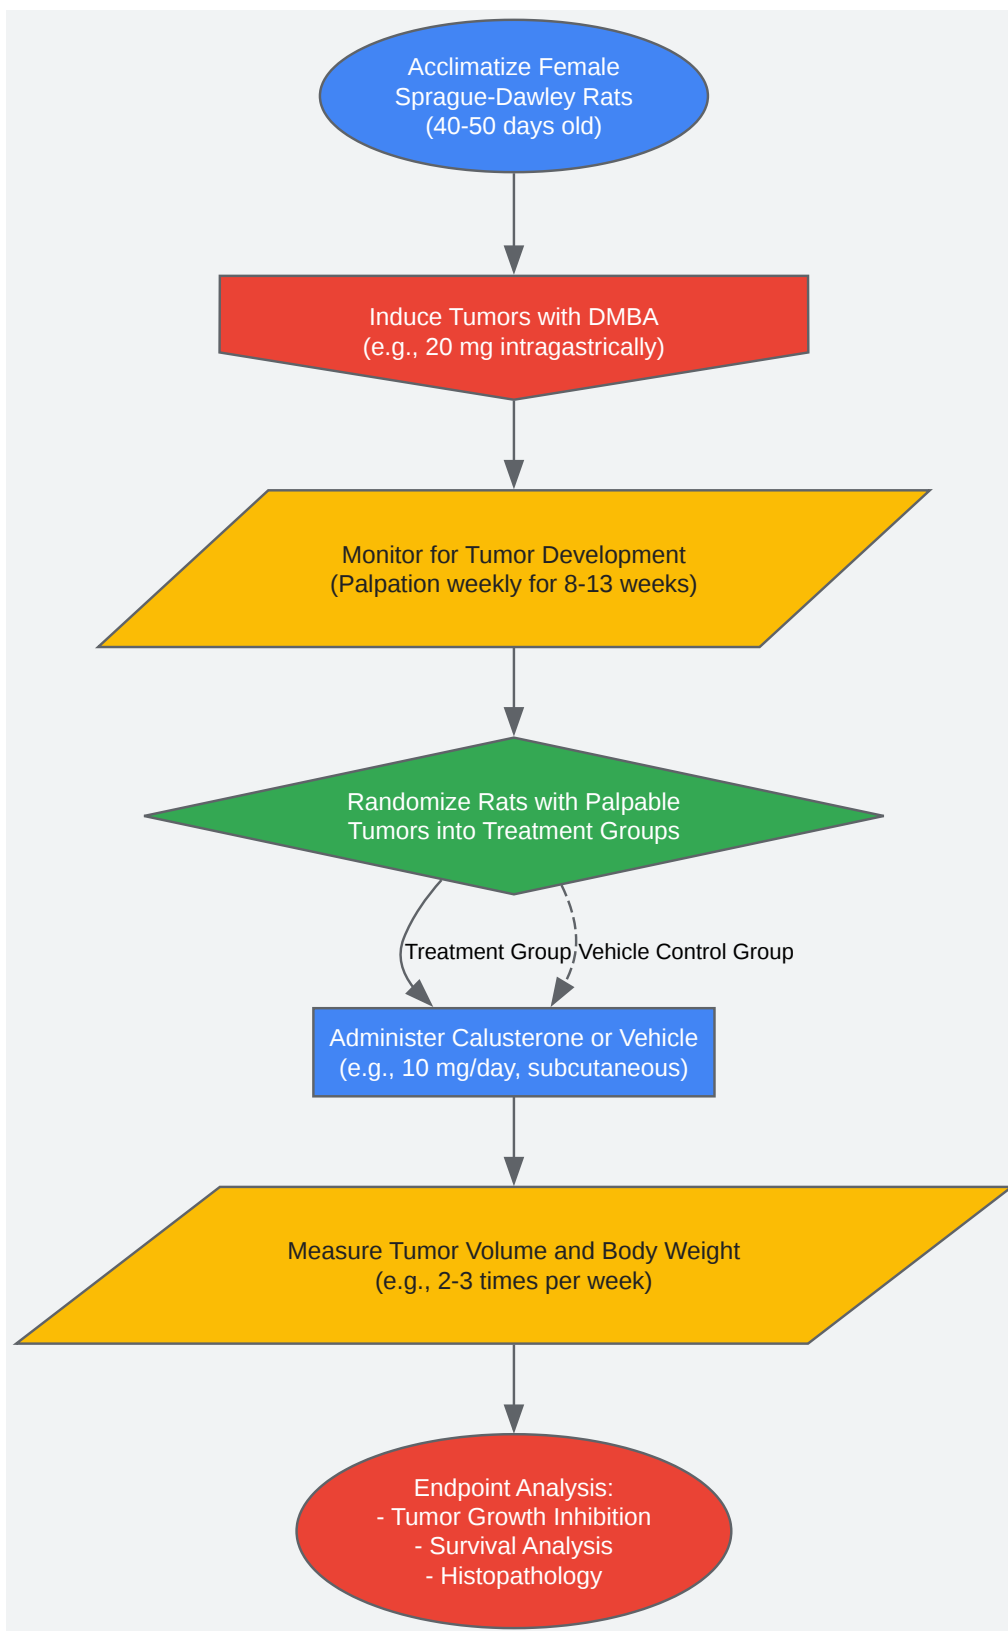 Acclimatize Female
Sprague-Dawley Rats
(40-50 days old)
Induce Tumors with DMBA
(e.g., 20 mg intragastrically)
Monitor for Tumor Development
(Palpation weekly for 8-13 weeks)
Randomize Rats with Palpable
Tumors into Treatment Groups
Treatment Group
Vehicle Control Group
Administer Calusterone or Vehicle
(e.g., 10 mg/day, subcutaneous)
Measure Tumor Volume and Body Weight
(e.g., 2-3 times per week)
Endpoint Analysis:
- Tumor Growth Inhibition
- Survival Analysis
- Histopathology